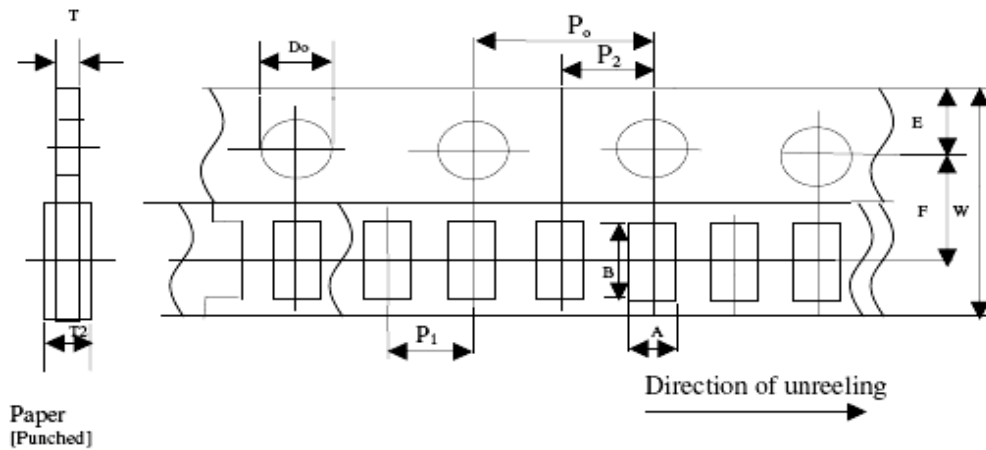 T
Do
Po
P2
E
F
W
B
T2
P1
A
Direction of unreeling
Paper
[Punched]